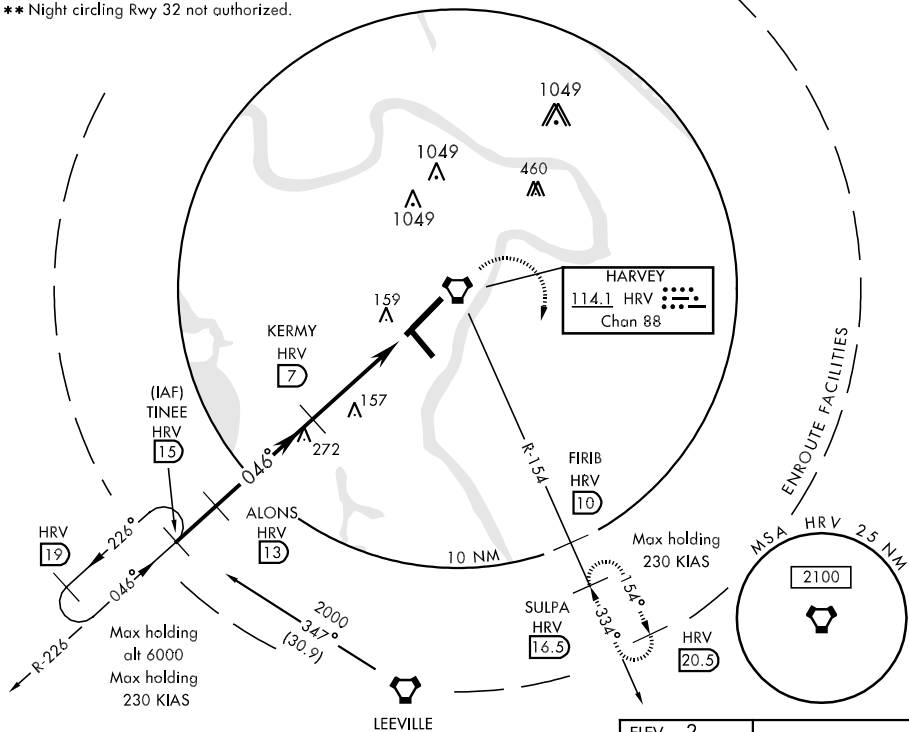 ** Night circling Rwy 32 not authorized.
1049
1049
460
1049
HARVEY
114.1 HRV
Chan 88
159
KERMY
HRV
7
157
272
(IAF)
TINEE
HRV
15
046°
R-154
FIRIB
HRV
10
ENROUTE FACILITIES
ALONS
HRV
13
HRV
19
226°
046°
R-226
10 NM
Max holding
230 KIAS
MSA HRV 25 NM
2100
2000
347°
(30.9)
SULPA
HRV
16.5
154°
334°
HRV
20.5
Max holding
alt 6000
Max holding
230 KIAS
LEEVILLE
ELEV 2